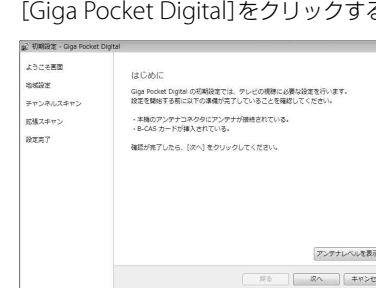 [Giga Pocket Digital]をクリックする
初期設定 - Giga Pocket Digital
ようこそ画面
地域設定
チャンネルスキャン
拡張スキャン
設定完了
はじめに
Giga Pocket Digital の初期設定では、テレビの視聴に必要な設定を行います。
設定を開始する前に以下の準備が完了していることを確認してください。
・本機のアンテナコネクタにアンテナが接続されている。
・B-CAS カードが挿入されている。
確認が完了したら、[次へ] をクリックしてください。
アンテナレベルを表示
戻る 次へ キャンセ